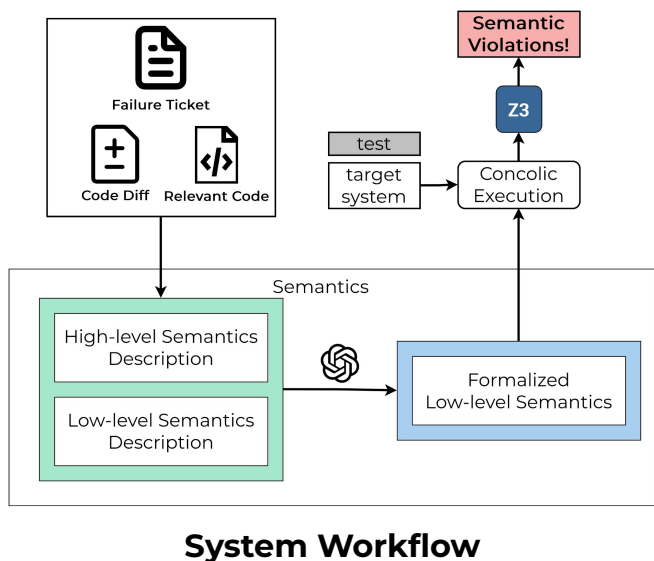 Semantic
Violations!
Failure Ticket
Z3
test
Code Diff
Relevant Code
target
system
Concolic
Execution
Semantics
High-level Semantics
Description
Low-level Semantics
Description
Formalized
Low-level Semantics
System Workflow